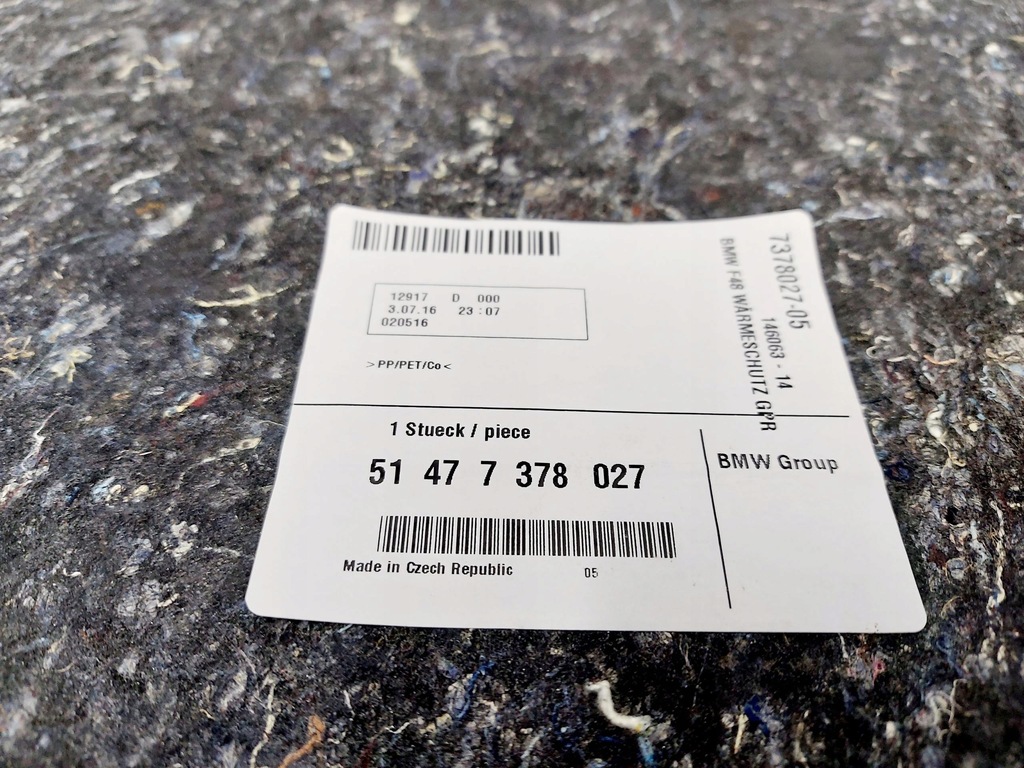 12917 D 000
3.07.16 23:07
020516
>PP/PET/Co<
7378027-05
146063 - 14
BMW F48 WÄRMESCHUTZ GPR
1 Stueck / piece
51 47 7 378 027
BMW Group
Made in Czech Republic 05